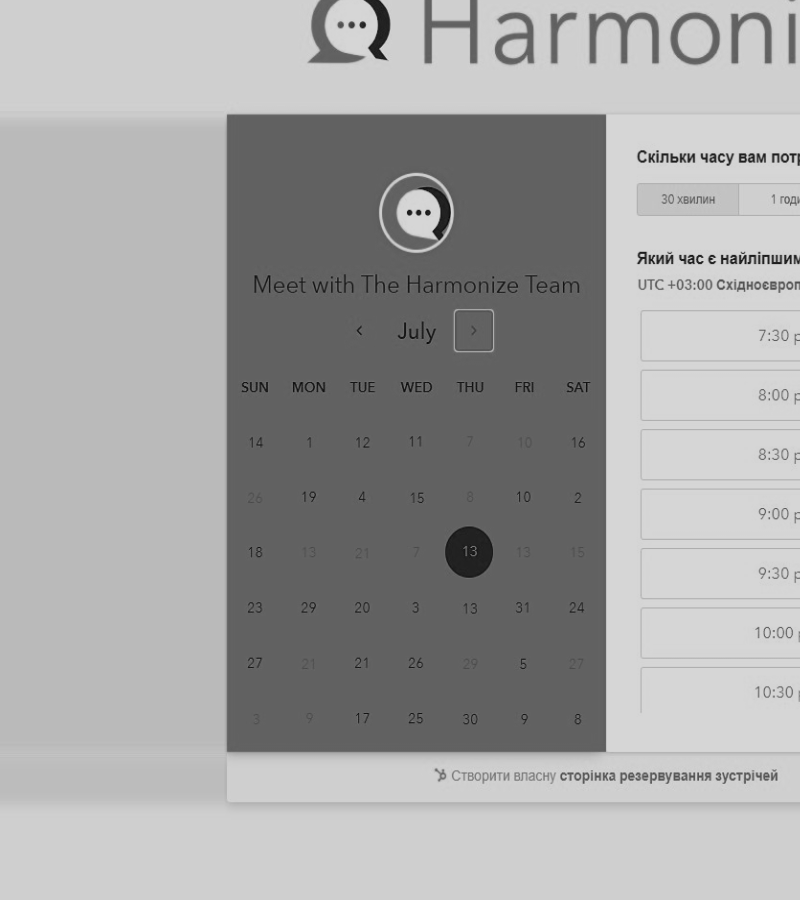 Harmoni
Meet with The Harmonize Team
July
SUN MON TUE WED THU FRI SAT
14 1 12 11 7 10 16
26 19 4 15 8 10 2
18 13 21 7 13 13 15
23 29 20 3 13 31 24
27 21 21 26 29 5 27
3 9 17 25 30 9 8
Скільки часу вам потр
30 хвилин 1 годи
Який час є найліпшим
UTC +03:00 Східноєвроп
7:30 p
8:00 p
8:30 p
9:00 p
9:30 p
10:00 p
10:30 p
Створити власну сторінка резервування зустрічей